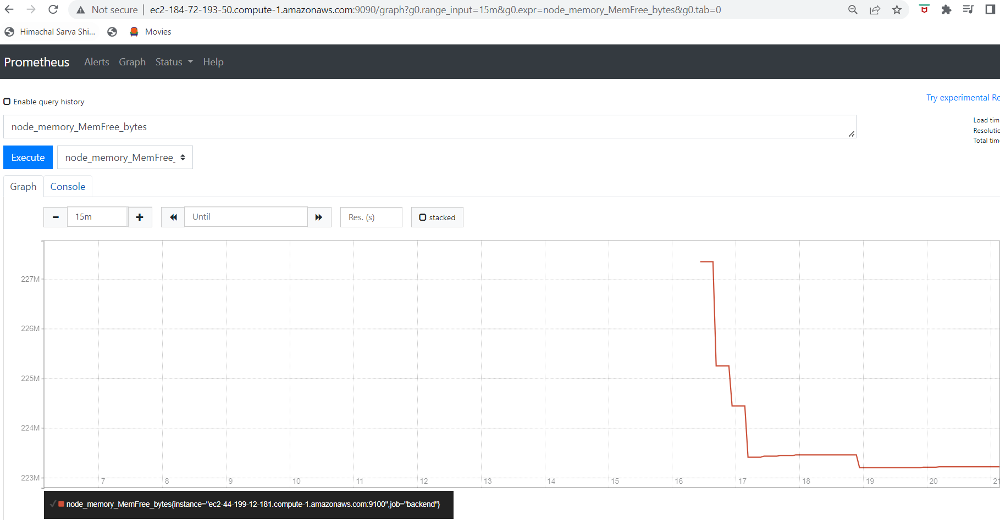 Not secure | ec2-184-72-193-50.compute-1.amazonaws.com:9090/graph?g0.range_input=15m&g0.expr=node_memory_MemFree_bytes&g0.tab=0
Himachal Sarva Shi... Movies
Prometheus Alerts Graph Status Help
Enable query history
Try experimental Re
node_memory_MemFree_bytes
Load tim
Resolutio
Total tim
Execute node_memory_MemFree_
Graph Console
15m Until Res. (s) stacked
227M
226M
225M
224M
223M
7 8 9 10 11 12 13 14 15 16 17 18 19 20 21
node_memory_MemFree_bytes{instance="ec2-44-199-12-181.compute-1.amazonaws.com:9100",job="backend"}